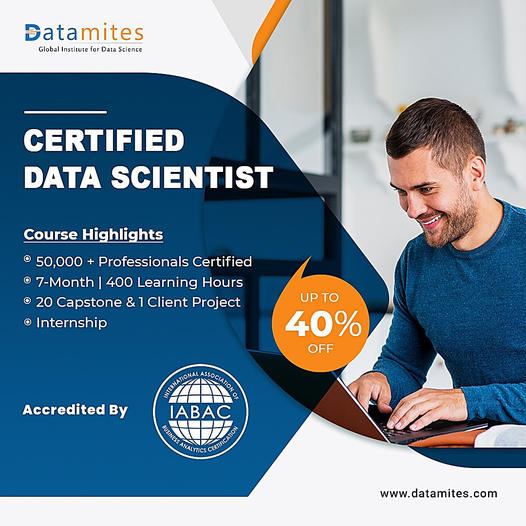 Datamites
Global Institute for Data Science
CERTIFIED
DATA SCIENTIST
Course Highlights
50,000 + Professionals Certified
7-Month | 400 Learning Hours
20 Capstone & 1 Client Project
Internship
UP TO
40%
OFF
Accredited By
INTERNATIONAL ASSOCIATION OF
IABAC
BUSINESS ANALYTICS CERTIFICATION
www.datamites.com